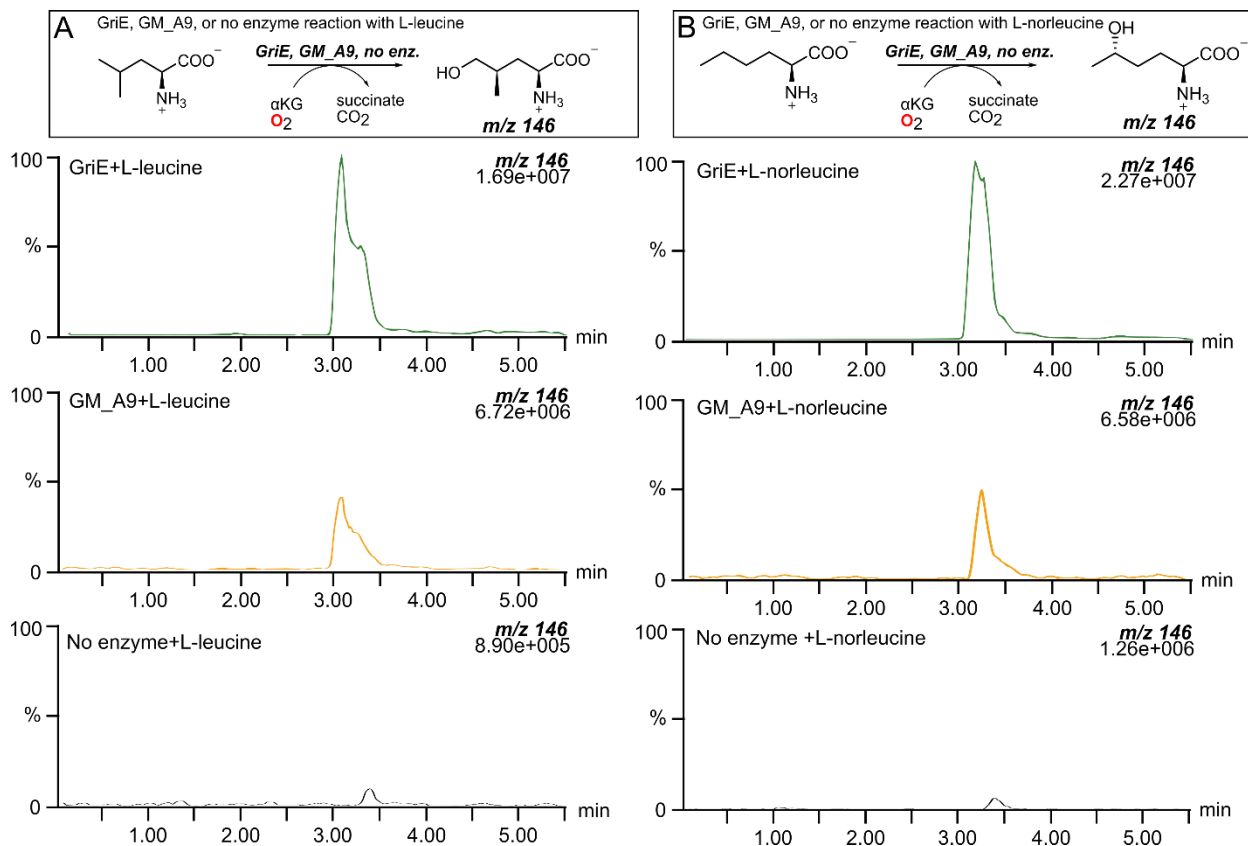 A
GriE, GM_A9, or no enzyme reaction with L-leucine
COO⁻
NH3
+
GriE, GM_A9, no enz.
αKG
O2
succinate
CO2
HO
COO⁻
NH3
+
m/z 146
B
GriE, GM_A9, or no enzyme reaction with L-norleucine
COO⁻
NH3
+
GriE, GM_A9, no enz.
αKG
O2
succinate
CO2
OH
COO⁻
NH3
+
m/z 146
100
%
0
GriE+L-leucine
m/z 146
1.69e+007
1.00 2.00 3.00 4.00 5.00 min
100
%
0
GriE+L-norleucine
m/z 146
2.27e+007
1.00 2.00 3.00 4.00 5.00 min
100
%
0
GM_A9+L-leucine
m/z 146
6.72e+006
1.00 2.00 3.00 4.00 5.00 min
100
%
0
GM_A9+L-norleucine
m/z 146
6.58e+006
1.00 2.00 3.00 4.00 5.00 min
100
%
0
No enzyme+L-leucine
m/z 146
8.90e+005
1.00 2.00 3.00 4.00 5.00 min
100
%
0
No enzyme +L-norleucine
m/z 146
1.26e+006
1.00 2.00 3.00 4.00 5.00 min